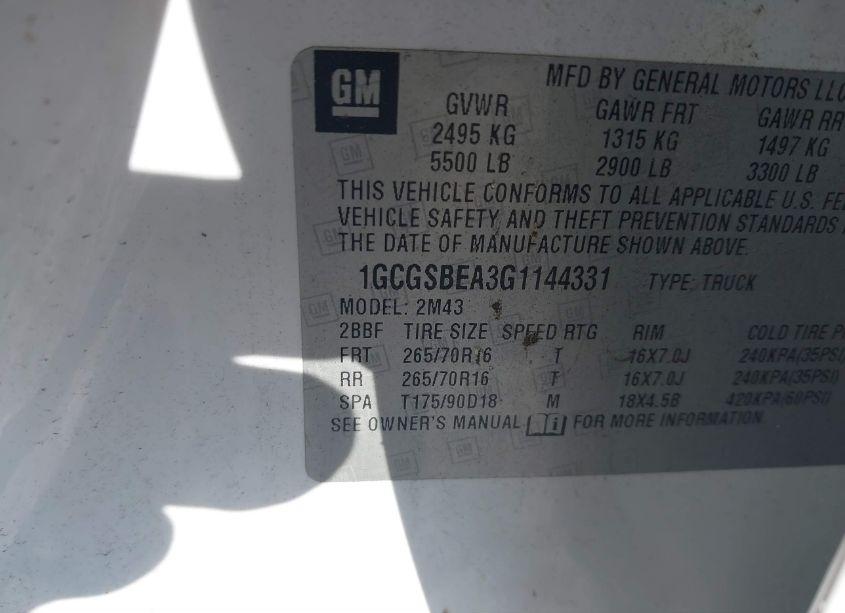 GM
MFD BY GENERAL MOTORS LLC
GVWR GAWR FRT GAWR RR
2495 KG 1315 KG 1497 KG
5500 LB 2900 LB 3300 LB
THIS VEHICLE CONFORMS TO ALL APPLICABLE U.S. FE
VEHICLE SAFETY AND THEFT PREVENTION STANDARDS
THE DATE OF MANUFACTURE SHOWN ABOVE.
1GCGSBEA3G1144331 TYPE: TRUCK
MODEL: 2M43
2BBF TIRE SIZE SPEED RTG RIM COLD TIRE P
FRT 265/70R16 T 16X7.0J 240KPA(35PSI)
RR 265/70R16 T 16X7.0J 240KPA(35PSI)
SPA T175/90D18 M 18X4.5B 420KPA(60PSI)
SEE OWNER'S MANUAL i FOR MORE INFORMATION